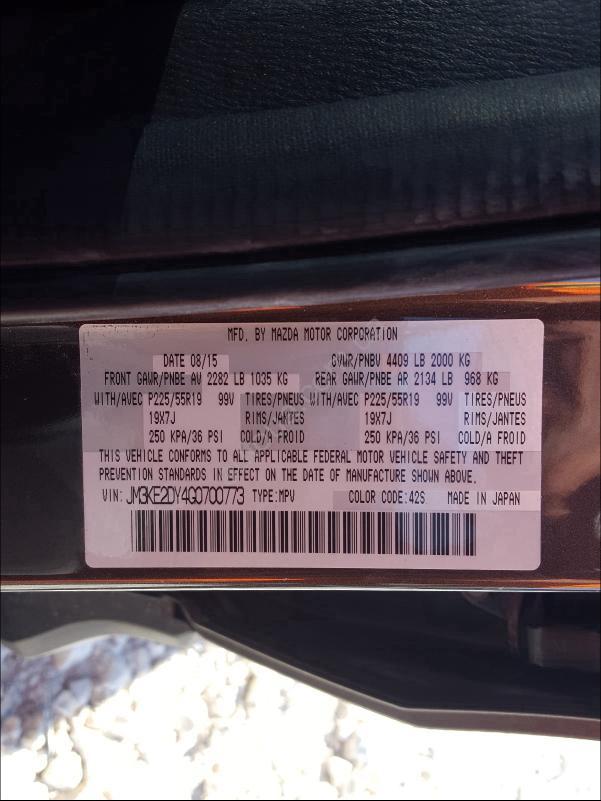 MFD. BY MAZDA MOTOR CORPORATION
DATE 08/15 GVWR/PNBV 4409 LB 2000 KG
FRONT GAWR/PNBE AV 2282 LB 1035 KG REAR GAWR/PNBE AR 2134 LB 968 KG
WITH/AVEC P225/55R19 99V TIRES/PNEUS WITH/AVEC P225/55R19 99V TIRES/PNEUS
19X7J RIMS/JANTES 19X7J RIMS/JANTES
250 KPA/36 PSI COLD/A FROID 250 KPA/36 PSI COLD/A FROID
THIS VEHICLE CONFORMS TO ALL APPLICABLE FEDERAL MOTOR VEHICLE SAFETY AND THEFT
PREVENTION STANDARDS IN EFFECT ON THE DATE OF MANUFACTURE SHOWN ABOVE.
VIN: JM3KE2DY4G0700773 TYPE:MPV COLOR CODE:42S MADE IN JAPAN